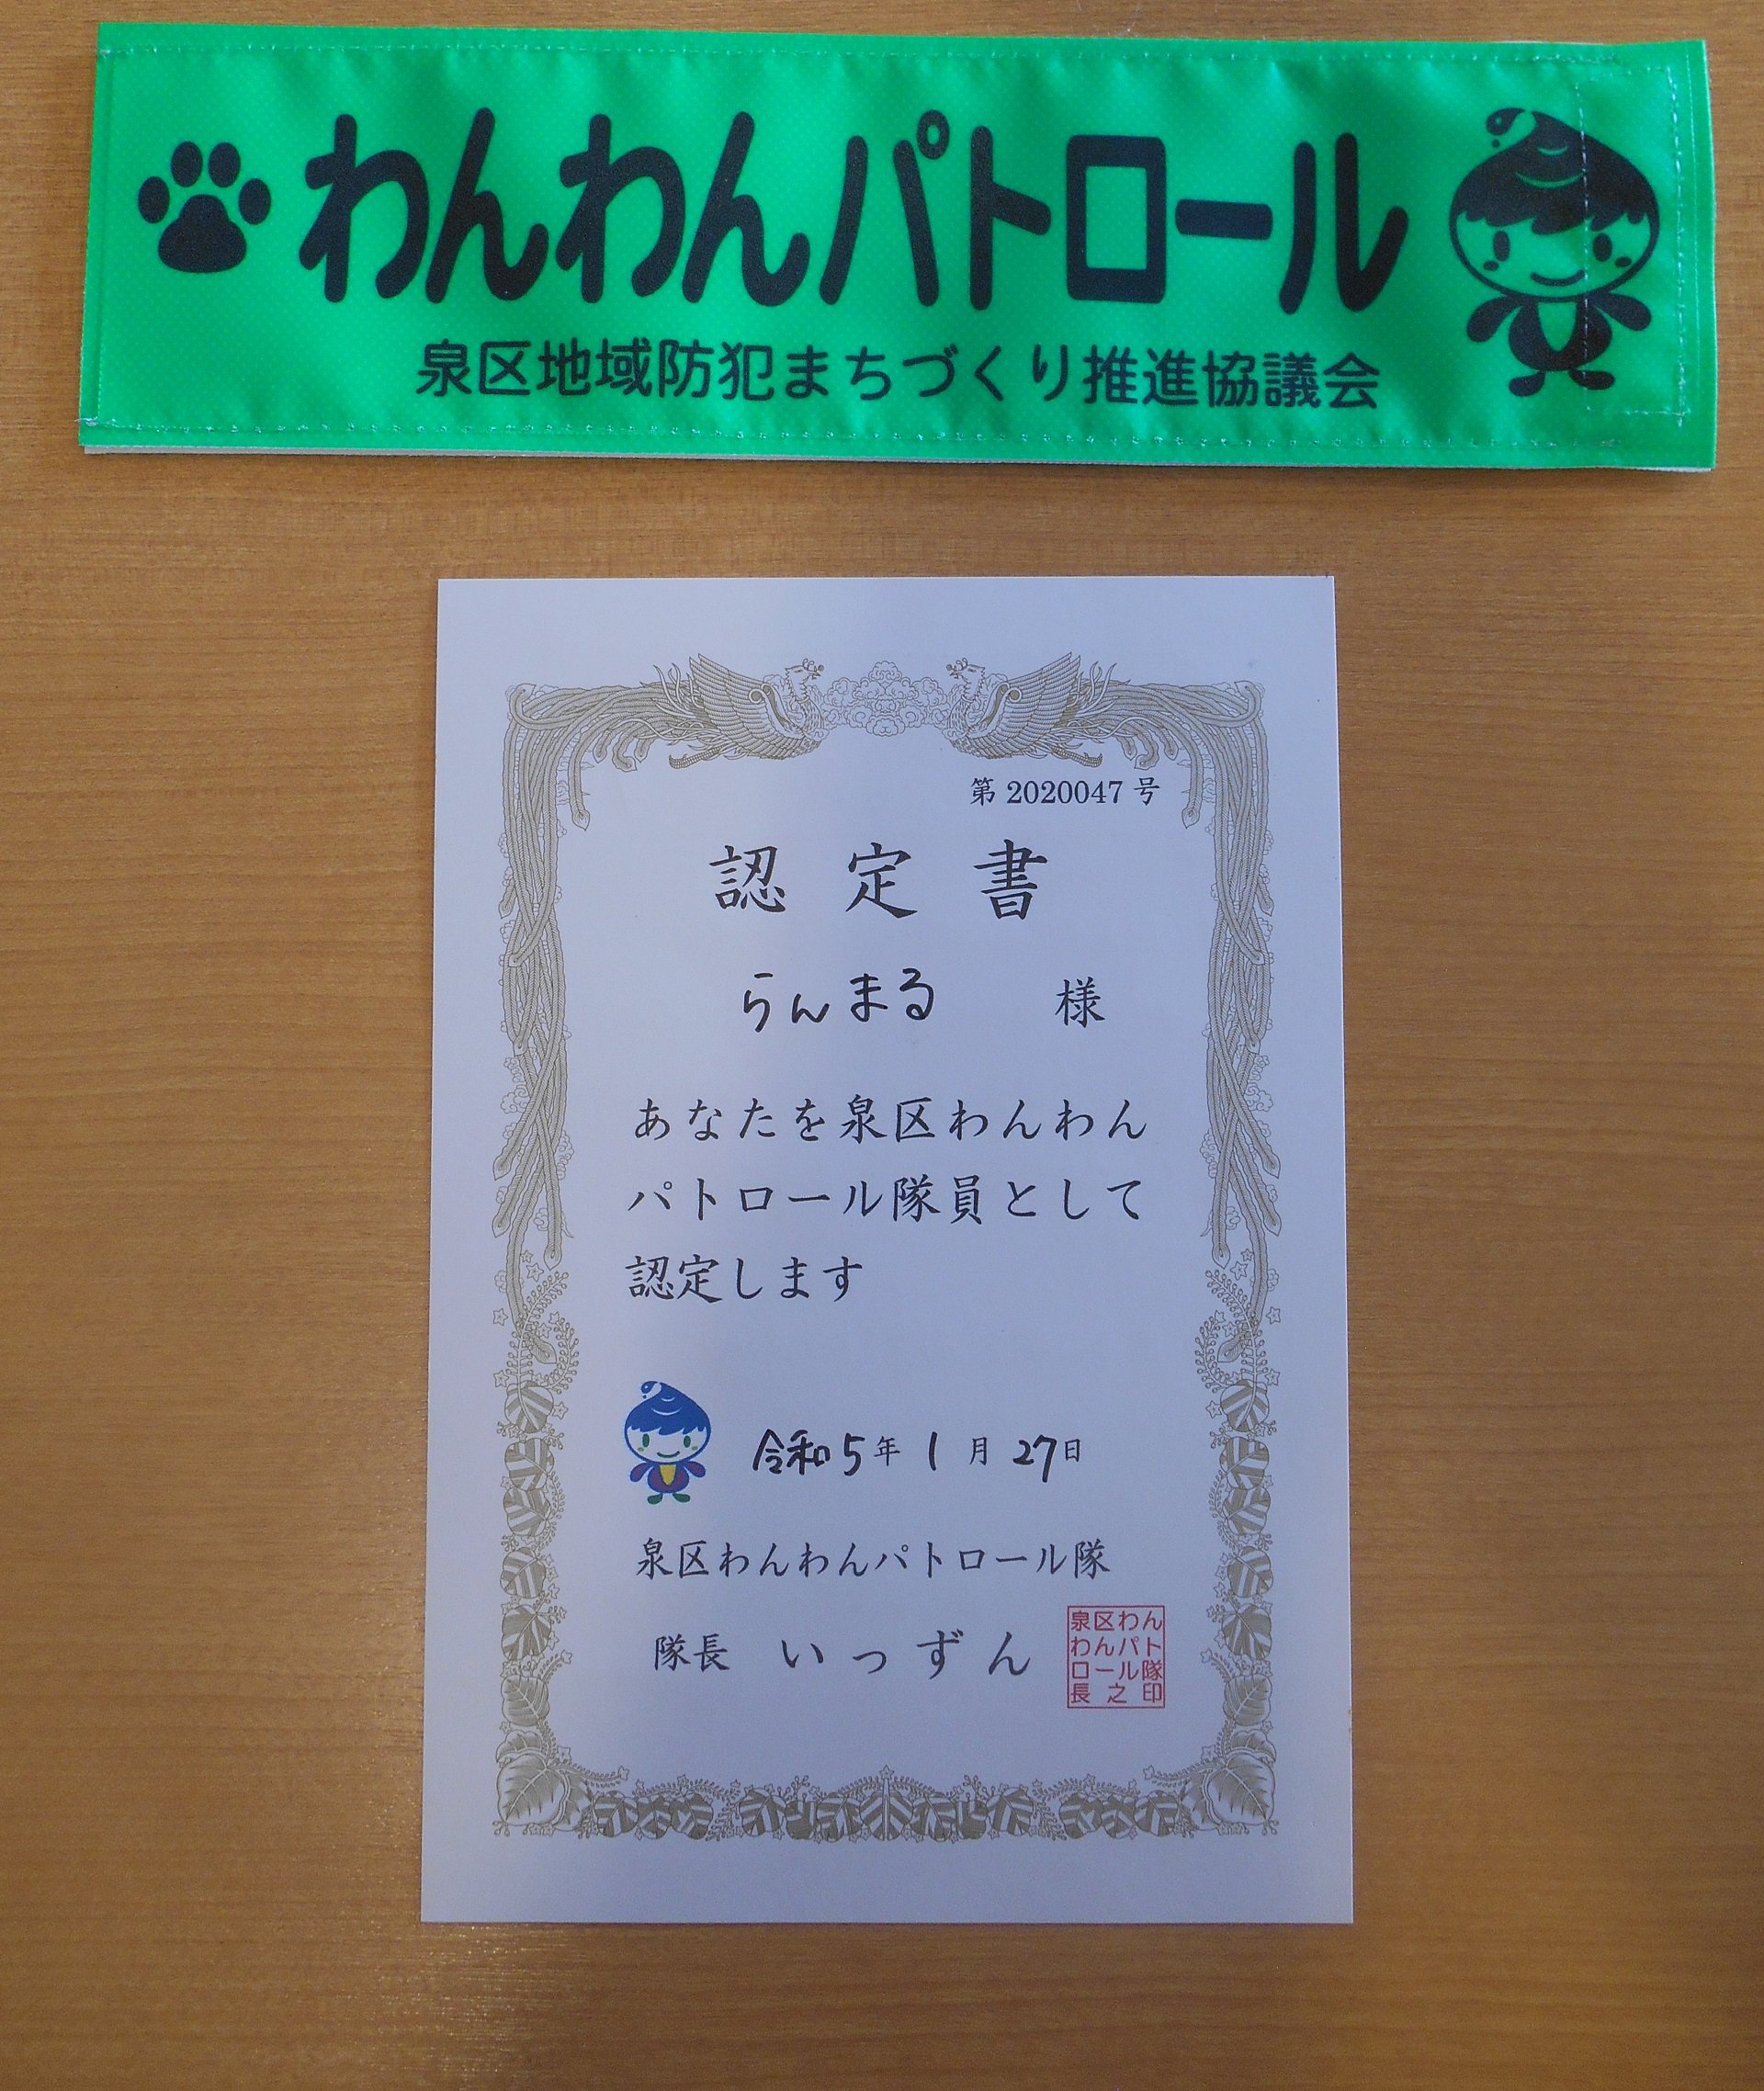 わんわんパトロール
泉区地域防犯まちづくり推進協議会
第 2020047 号
認定書
らんまる 様
あなたを泉区わんわん
パトロール隊員として
認定します
令和5年1月27日
泉区わんわんパトロール隊
隊長 いっずん
泉区わん
わんパト
ロール隊
長之印